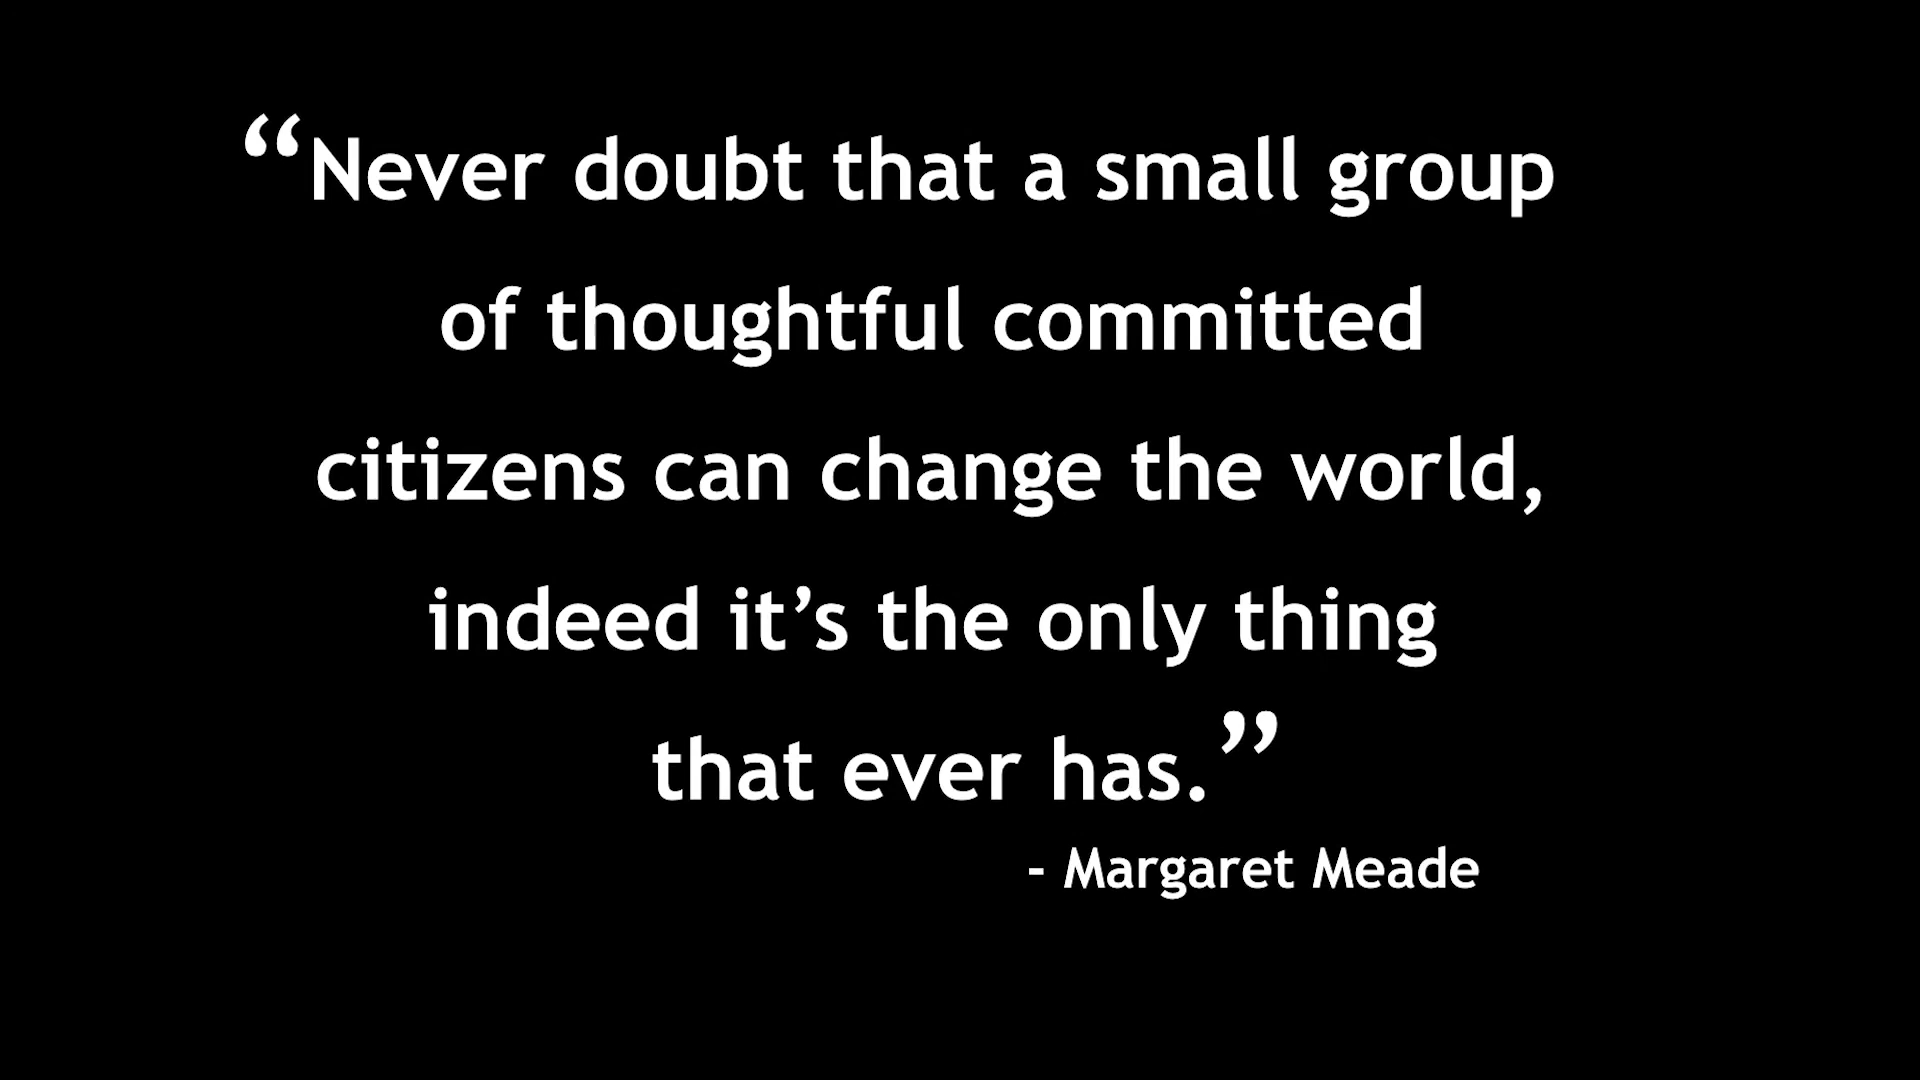 “Never doubt that a small group
of thoughtful committed
citizens can change the world,
indeed it’s the only thing
that ever has.”
- Margaret Meade